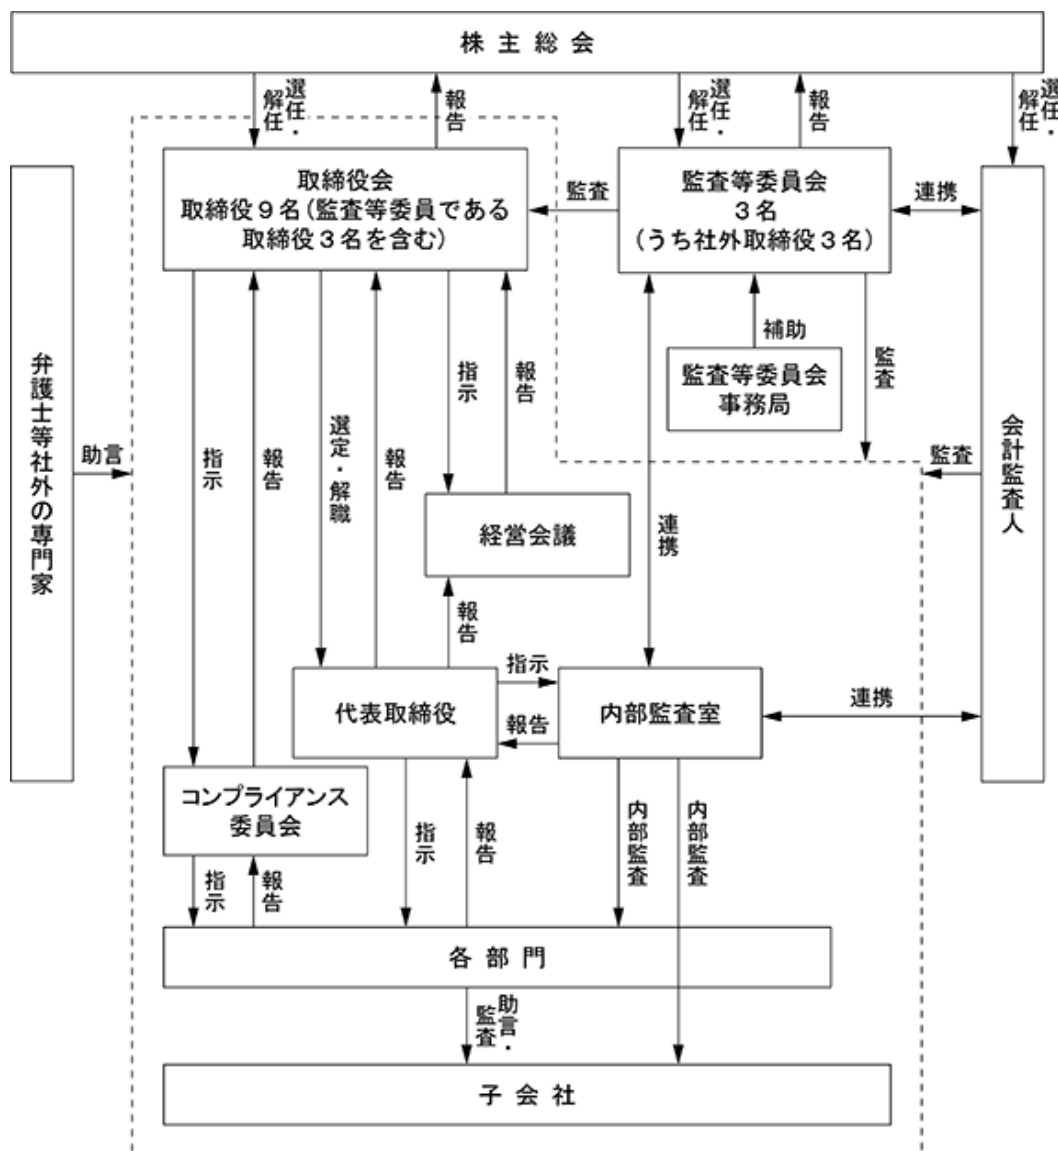 株主総会
選任・
解任
報告
選任・
解任
報告
選任・
解任
取締役会
取締役9名(監査等委員である
取締役3名を含む)
監査
監査等委員会
3名
(うち社外取締役3名)
連携
補助
監査等委員会
事務局
監査
弁護士等社外の専門家
助言
指示
報告
選定・解職
報告
指示
報告
監査
会計監査人
経営会議
連携
報告
代表取締役
指示
報告
内部監査室
連携
コンプライアンス
委員会
指示
報告
内部監査
内部監査
指示
報告
各部門
助言・
監査
子会社